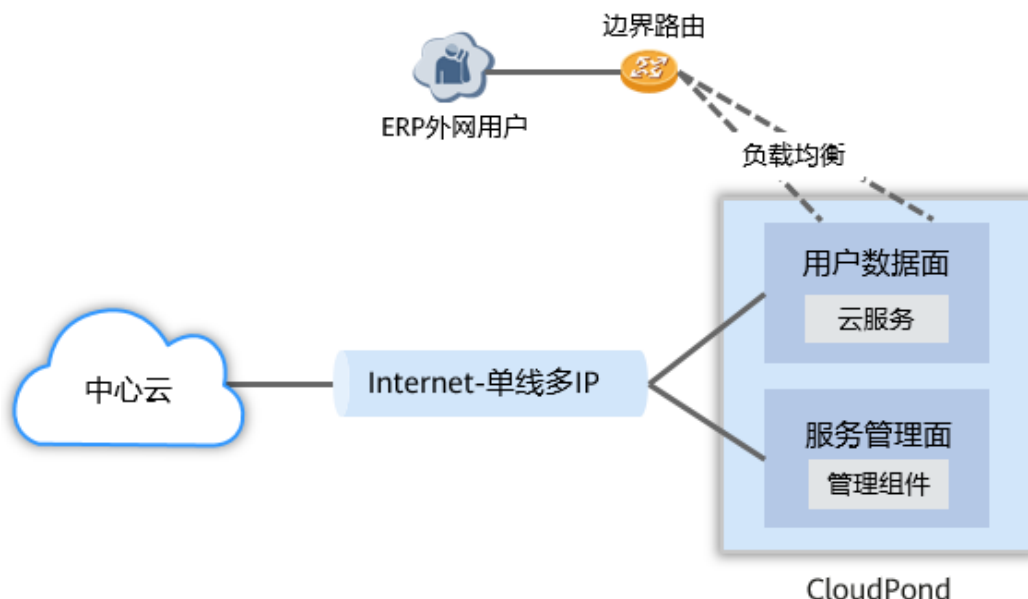 边界路由
ERP外网用户
负载均衡
用户数据面
云服务
中心云
Internet-单线多IP
服务管理面
管理组件
CloudPond